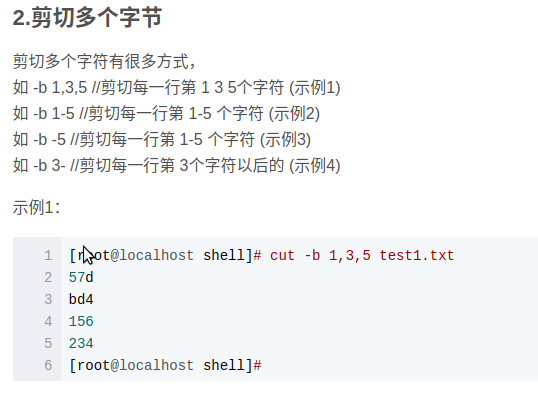 2.剪切多个字节
剪切多个字符有很多方式，
如 -b 1,3,5 //剪切每一行第 1 3 5个字符 (示例1)
如 -b 1-5 //剪切每一行第 1-5 个字符 (示例2)
如 -b -5 //剪切每一行第 1-5 个字符 (示例3)
如 -b 3- //剪切每一行第 3个字符以后的 (示例4)
示例1：
1 [root@localhost shell]# cut -b 1,3,5 test1.txt
2 57d
3 bd4
4 156
5 234
6 [root@localhost shell]#